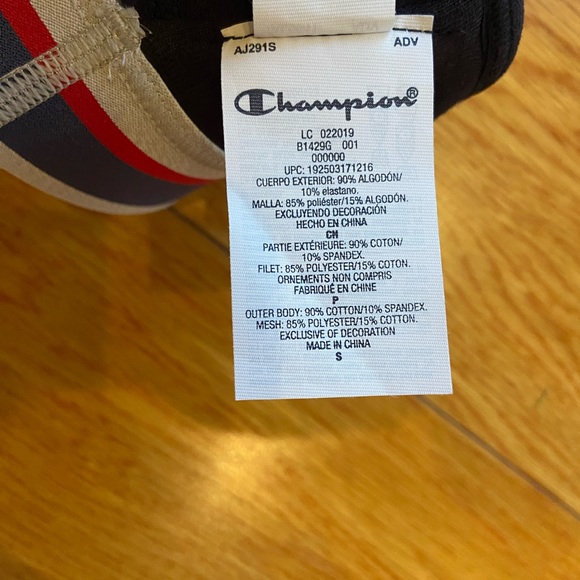 AJ291S ADV
Champion®
LC 022019
B1429G 001
000000
UPC: 192503171216
CUERPO EXTERIOR: 90% ALGODÓN/
10% elastano.
MALLA: 85% poliéster/15% ALGODÓN.
EXCLUYENDO DECORACIÓN
HECHO EN CHINA
CH
PARTIE EXTÉRIEURE: 90% COTON/
10% SPANDEX.
FILET: 85% POLYESTER/15% COTON.
ORNEMENTS NON COMPRIS
FABRIQUÉ EN CHINE
P
OUTER BODY: 90% COTTON/10% SPANDEX.
MESH: 85% POLYESTER/15% COTTON.
EXCLUSIVE OF DECORATION
MADE IN CHINA
S